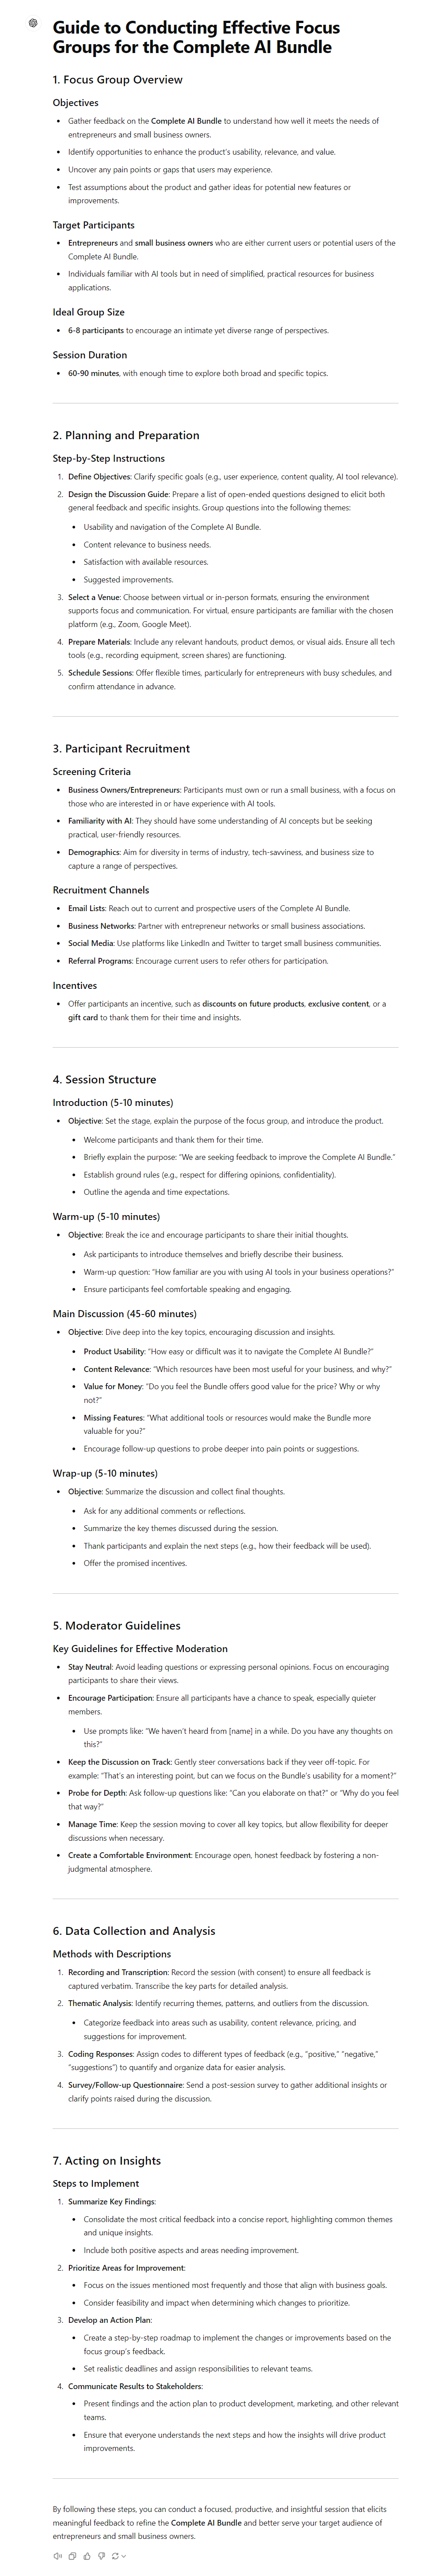 Guide to Conducting Effective Focus
Groups for the Complete AI Bundle
1. Focus Group Overview
Objectives
• Gather feedback on the Complete AI Bundle to understand how well it meets the needs of
entrepreneurs and small business owners.
• Identify opportunities to enhance the product's usability, relevance, and value.
• Uncover any pain points or gaps that users may experience.
• Test assumptions about the product and gather ideas for potential new features or
improvements.
Target Participants
• Entrepreneurs and small business owners who are either current users or potential users of the
Complete AI Bundle.
• Individuals familiar with AI tools but in need of simplified, practical resources for business
applications.
Ideal Group Size
• 6-8 participants to encourage an intimate yet diverse range of perspectives.
Session Duration
• 60-90 minutes, with enough time to explore both broad and specific topics.
2. Planning and Preparation
Step-by-Step Instructions
1. Define Objectives: Clarify specific goals (e.g., user experience, content quality, AI tool relevance).
2. Design the Discussion Guide: Prepare a list of open-ended questions designed to elicit both
general feedback and specific insights. Group questions into the following themes:
• Usability and navigation of the Complete AI Bundle.
• Content relevance to business needs.
• Satisfaction with available resources.
• Suggested improvements.
3. Select a Venue: Choose between virtual or in-person formats, ensuring the environment
supports focus and communication. For virtual, ensure participants are familiar with the chosen
platform (e.g., Zoom, Google Meet).
4. Prepare Materials: Include any relevant handouts, product demos, or visual aids. Ensure all tech
tools (e.g., recording equipment, screen shares) are functioning.
5. Schedule Sessions: Offer flexible times, particularly for entrepreneurs with busy schedules, and
confirm attendance in advance.
3. Participant Recruitment
Screening Criteria
• Business Owners/Entrepreneurs: Participants must own or run a small business, with a focus on
those who are interested in or have experience with AI tools.
• Familiarity with AI: They should have some understanding of AI concepts but be seeking
practical, user-friendly resources.
• Demographics: Aim for diversity in terms of industry, tech-savviness, and business size to
capture a range of perspectives.
Recruitment Channels
• Email Lists: Reach out to current and prospective users of the Complete AI Bundle.
• Business Networks: Partner with entrepreneur networks or small business associations.
• Social Media: Use platforms like LinkedIn and Twitter to target small business communities.
• Referral Programs: Encourage current users to refer others for participation.
Incentives
• Offer participants an incentive, such as discounts on future products, exclusive content, or a
gift card to thank them for their time and insights.
4. Session Structure
Introduction (5-10 minutes)
• Objective: Set the stage, explain the purpose of the focus group, and introduce the product.
• Welcome participants and thank them for their time.
• Briefly explain the purpose: "We are seeking feedback to improve the Complete AI Bundle."
• Establish ground rules (e.g., respect for differing opinions, confidentiality).
• Outline the agenda and time expectations.
Warm-up (5-10 minutes)
• Objective: Break the ice and encourage participants to share their initial thoughts.
• Ask participants to introduce themselves and briefly describe their business.
• Warm-up question: "How familiar are you with using AI tools in your business operations?"
• Ensure participants feel comfortable speaking and engaging.
Main Discussion (45-60 minutes)
• Objective: Dive deep into the key topics, encouraging discussion and insights.
• Product Usability: "How easy or difficult was it to navigate the Complete AI Bundle?"
• Content Relevance: "Which resources have been most useful for your business, and why?"
• Value for Money: "Do you feel the Bundle offers good value for the price? Why or why
not?"
• Missing Features: "What additional tools or resources would make the Bundle more
valuable for you?"
• Encourage follow-up questions to probe deeper into pain points or suggestions.
Wrap-up (5-10 minutes)
• Objective: Summarize the discussion and collect final thoughts.
• Ask for any additional comments or reflections.
• Summarize the key themes discussed during the session.
• Thank participants and explain the next steps (e.g., how their feedback will be used).
• Offer the promised incentives.
5. Moderator Guidelines
Key Guidelines for Effective Moderation
• Stay Neutral: Avoid leading questions or expressing personal opinions. Focus on encouraging
participants to share their views.
• Encourage Participation: Ensure all participants have a chance to speak, especially quieter
members.
• Use prompts like: "We haven't heard from [name] in a while. Do you have any thoughts on
this?"
• Keep the Discussion on Track: Gently steer conversations back if they veer off-topic. For
example: "That's an interesting point, but can we focus on the Bundle's usability for a moment?"
• Probe for Depth: Ask follow-up questions like: "Can you elaborate on that?" or "Why do you feel
that way?"
• Manage Time: Keep the session moving to cover all key topics, but allow flexibility for deeper
discussions when necessary.
• Create a Comfortable Environment: Encourage open, honest feedback by fostering a non-
judgmental atmosphere.
6. Data Collection and Analysis
Methods with Descriptions
1. Recording and Transcription: Record the session (with consent) to ensure all feedback is
captured verbatim. Transcribe the key parts for detailed analysis.
2. Thematic Analysis: Identify recurring themes, patterns, and outliers from the discussion.
• Categorize feedback into areas such as usability, content relevance, pricing, and
suggestions for improvement.
3. Coding Responses: Assign codes to different types of feedback (e.g., "positive," "negative,"
"suggestions") to quantify and organize data for easier analysis.
4. Survey/Follow-up Questionnaire: Send a post-session survey to gather additional insights or
clarify points raised during the discussion.
7. Acting on Insights
Steps to Implement
1. Summarize Key Findings:
• Consolidate the most critical feedback into a concise report, highlighting common themes
and unique insights.
• Include both positive aspects and areas needing improvement.
2. Prioritize Areas for Improvement:
• Focus on the issues mentioned most frequently and those that align with business goals.
• Consider feasibility and impact when determining which changes to prioritize.
3. Develop an Action Plan:
• Create a step-by-step roadmap to implement the changes or improvements based on the
focus group's feedback.
• Set realistic deadlines and assign responsibilities to relevant teams.
4. Communicate Results to Stakeholders:
• Present findings and the action plan to product development, marketing, and other relevant
teams.
• Ensure that everyone understands the next steps and how the insights will drive product
improvements.
By following these steps, you can conduct a focused, productive, and insightful session that elicits
meaningful feedback to refine the Complete AI Bundle and better serve your target audience of
entrepreneurs and small business owners.